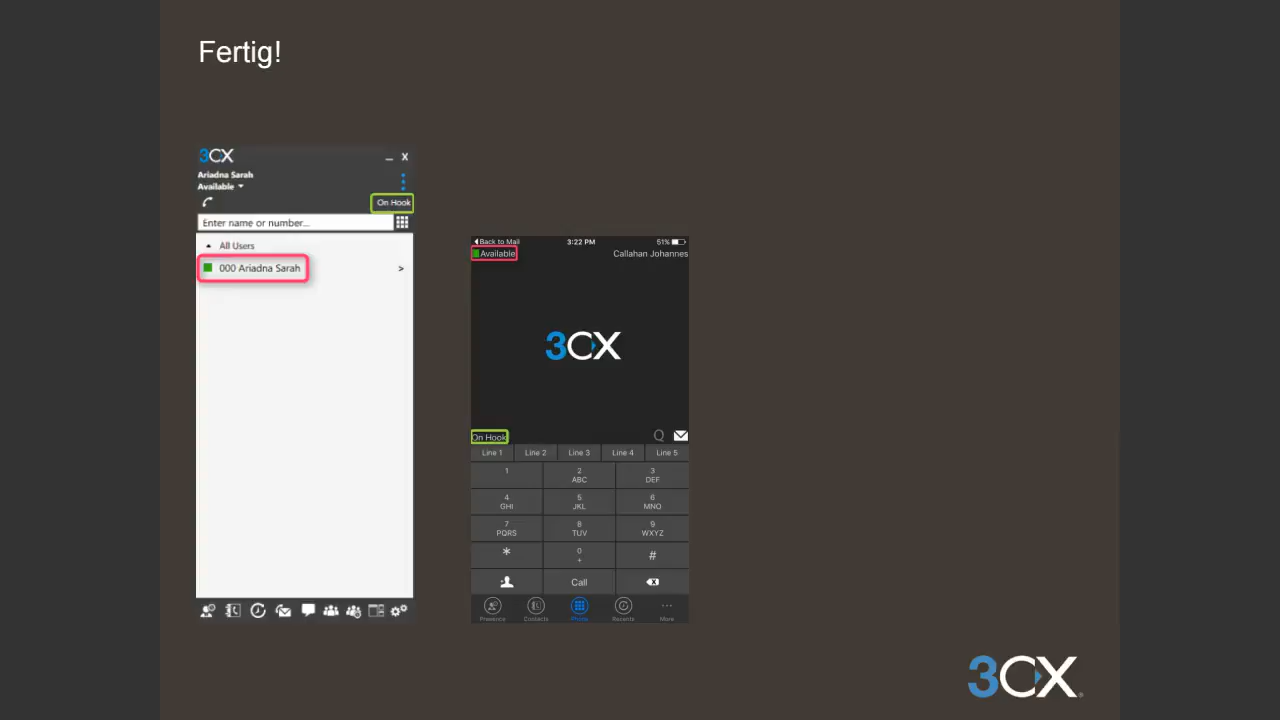 Fertig!
3CX
Ariadna Sarah
Available
On Hook
Enter name or number...
All Users
000 Ariadna Sarah
Back to Mail 3:22 PM 51%
Available Callahan Johannes
3CX
On Hook
Line 1 Line 2 Line 3 Line 4 Line 5
1 2 3
ABC DEF
4 5 6
GHI JKL MNO
7 8 9
PQRS TUV WXYZ
* 0 #
+
Call
Presence Contacts Phone Recents More
3CX